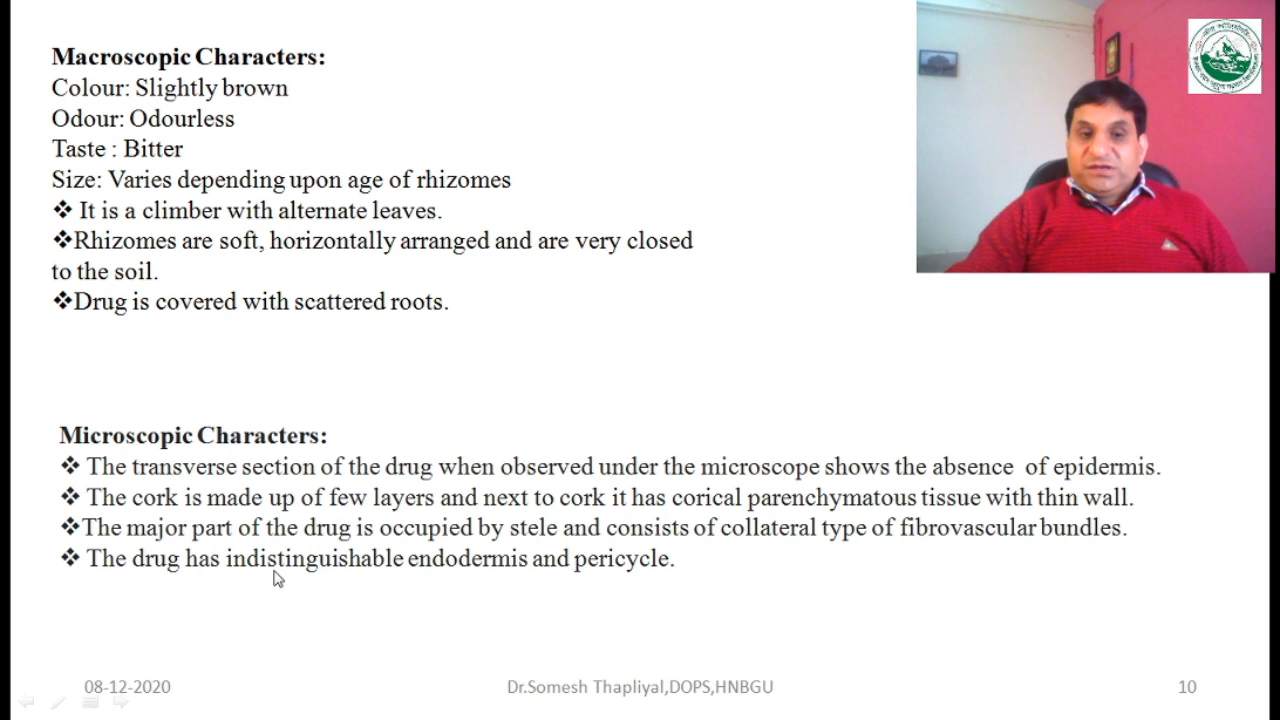 Macroscopic Characters:
Colour: Slightly brown
Odour: Odourless
Taste : Bitter
Size: Varies depending upon age of rhizomes
❖ It is a climber with alternate leaves.
❖Rhizomes are soft, horizontally arranged and are very closed
to the soil.
❖Drug is covered with scattered roots.
Microscopic Characters:
❖ The transverse section of the drug when observed under the microscope shows the absence of epidermis.
❖ The cork is made up of few layers and next to cork it has corical parenchymatous tissue with thin wall.
❖The major part of the drug is occupied by stele and consists of collateral type of fibrovascular bundles.
❖ The drug has indistinguishable endodermis and pericycle.
08-12-2020
Dr.Somesh Thapliyal,DOPS,HNBGU
10